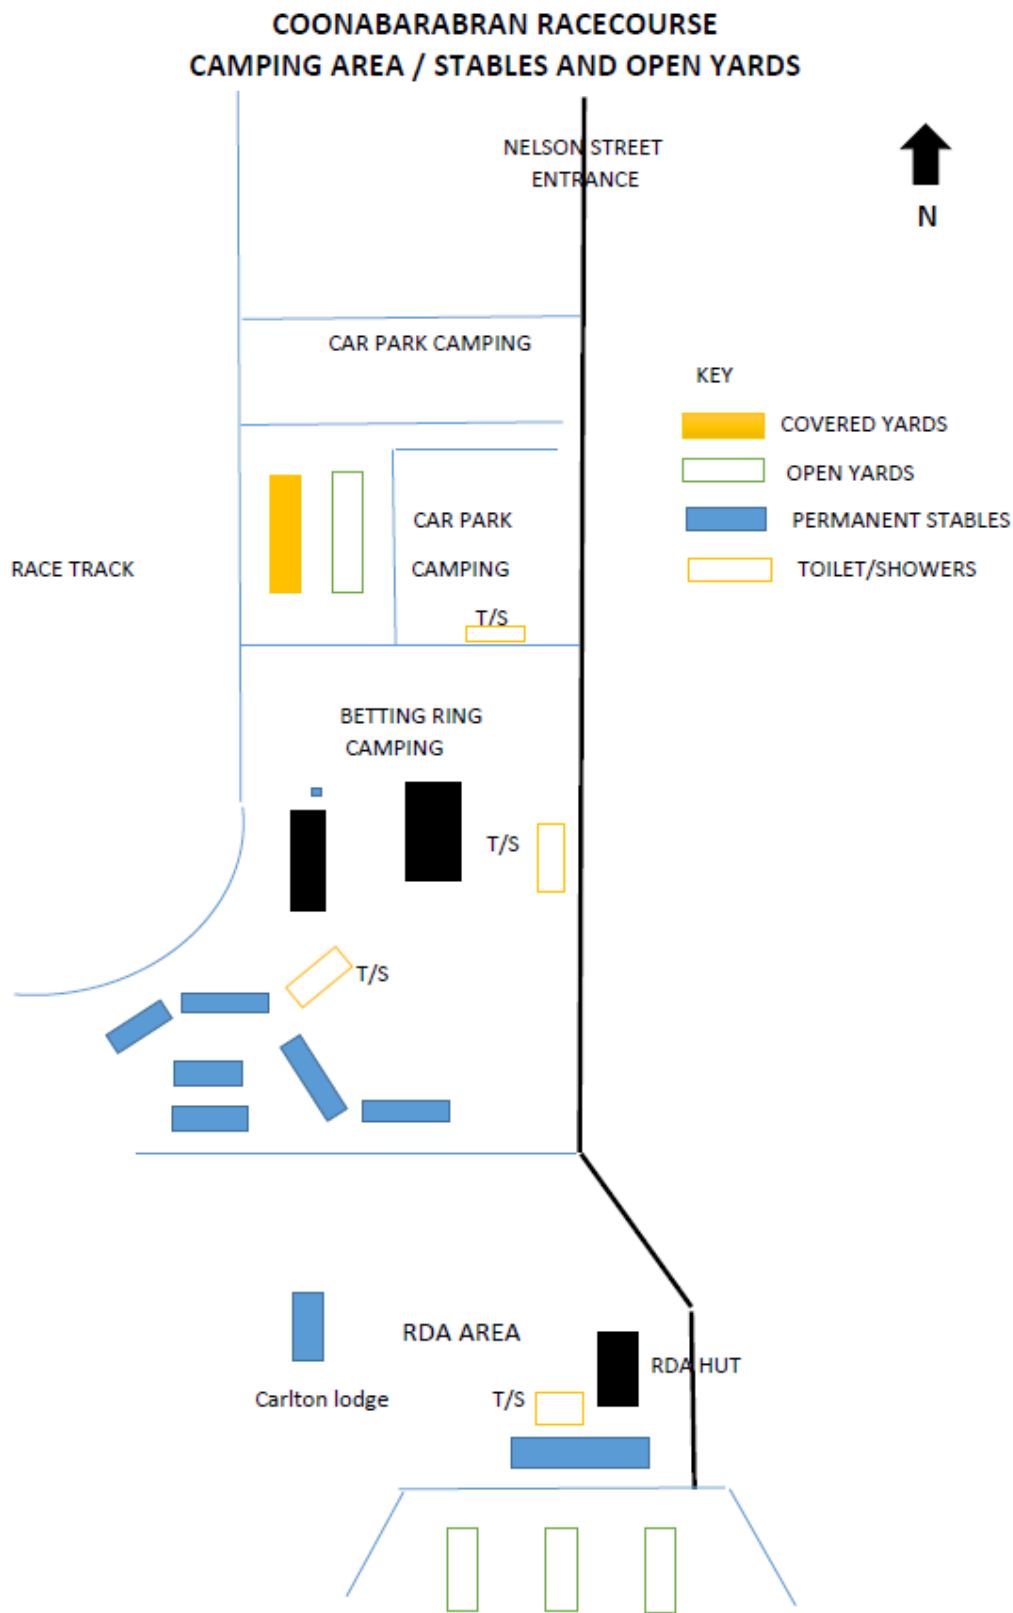 COONABARABRAN RACECOURSE
CAMPING AREA / STABLES AND OPEN YARDS
NELSON STREET
ENTRANCE
N
CAR PARK CAMPING
KEY
COVERED YARDS
OPEN YARDS
PERMANENT STABLES
TOILET/SHOWERS
RACE TRACK
CAR PARK
CAMPING
T/S
BETTING RING
CAMPING
T/S
T/S
RDA AREA
RDA HUT
Carlton lodge
T/S